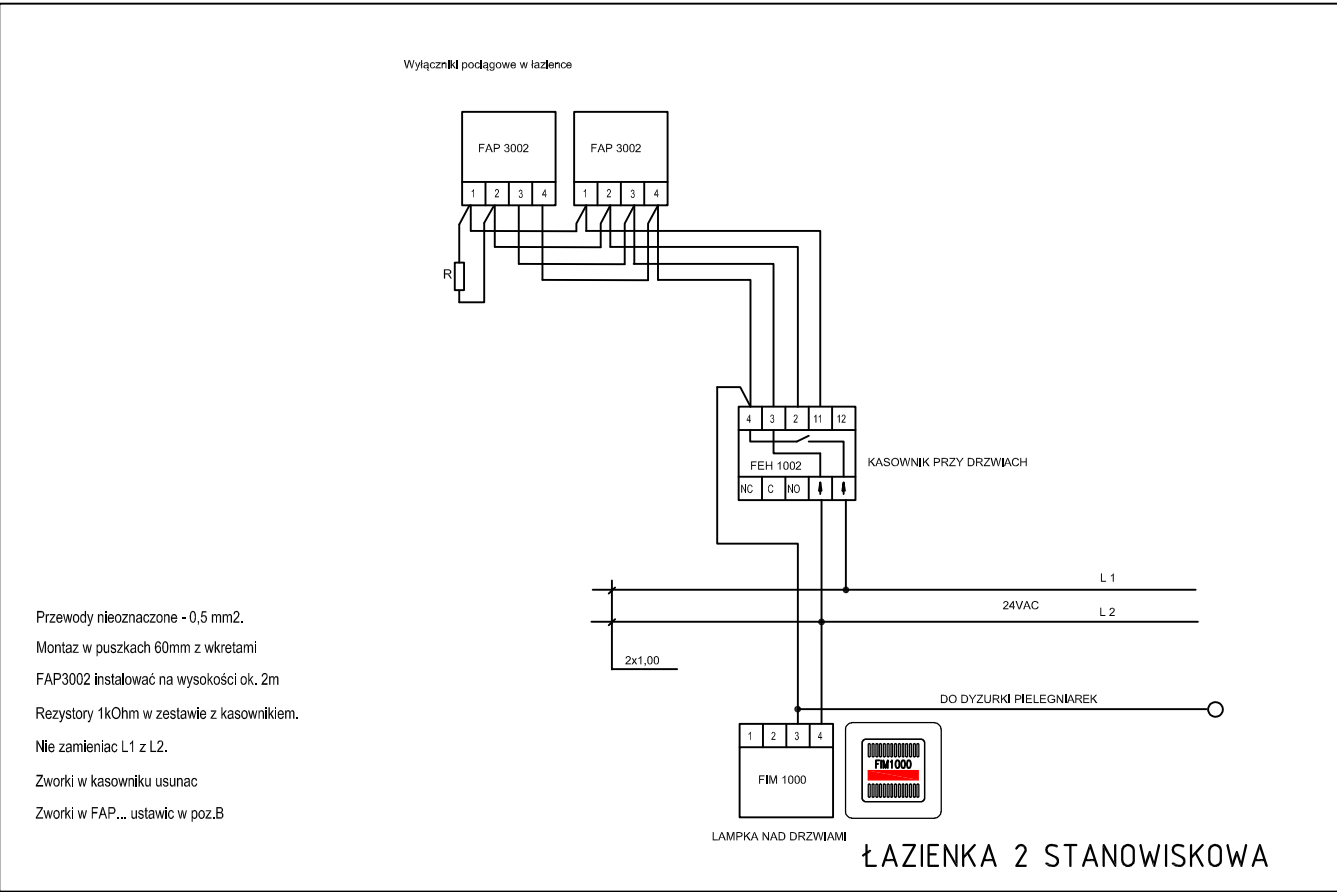 Wyłączniki pociągowe w łazience
FAP 3002
FAP 3002
1 2 3 4
1 2 3 4
R
4 3 2 11 12
FEH 1002
KASOWNIK PRZY DRZWIACH
NC C NO
L 1
24VAC
L 2
2x1,00
Przewody nieoznaczone - 0,5 mm2.
Montaz w puszkach 60mm z wkretami
FAP3002 instalować na wysokości ok. 2m
Rezystory 1kOhm w zestawie z kasownikiem.
Nie zamieniac L1 z L2.
Zworki w kasowniku usunac
Zworki w FAP... ustawic w poz.B
DO DYZURKI PIELEGNIAREK
1 2 3 4
FIM 1000
FIM1000
LAMPKA NAD DRZWIAMI
ŁAZIENKA 2 STANOWISKOWA